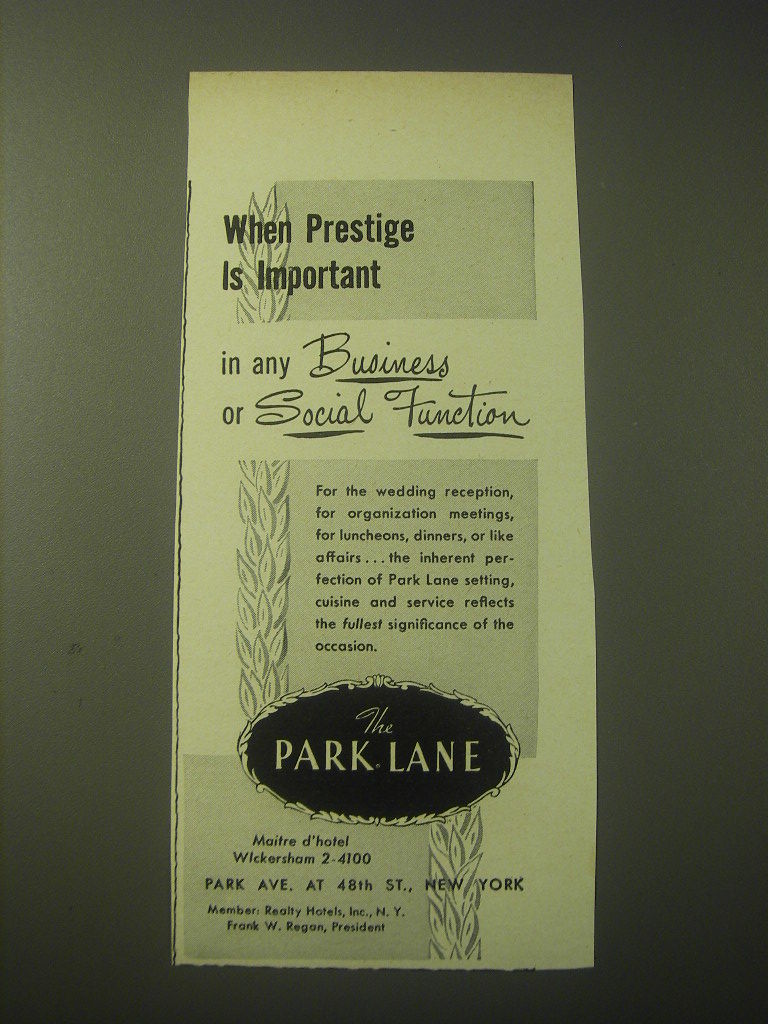 When Prestige
Is Important
in any Business
or Social Function
For the wedding reception,
for organization meetings,
for luncheons, dinners, or like
affairs...the inherent per-
fection of Park Lane setting,
cuisine and service reflects
the fullest significance of the
occasion.
The
PARK LANE
Maitre d'hotel
WIckersham 2-4100
PARK AVE. AT 48th ST., NEW YORK
Member: Realty Hotels, Inc., N. Y.
Frank W. Regan, President